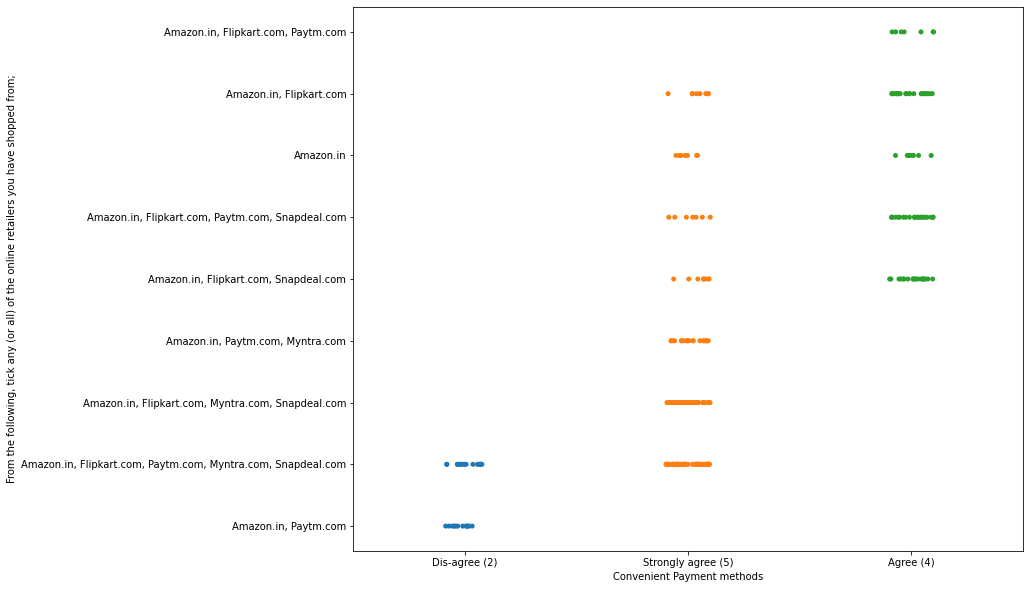 From the following, tick any (or all) of the online retailers you have shopped from;
Amazon.in, Flipkart.com, Paytm.com
Amazon.in, Flipkart.com
Amazon.in
Amazon.in, Flipkart.com, Paytm.com, Snapdeal.com
Amazon.in, Flipkart.com, Snapdeal.com
Amazon.in, Paytm.com, Myntra.com
Amazon.in, Flipkart.com, Myntra.com, Snapdeal.com
Amazon.in, Flipkart.com, Paytm.com, Myntra.com, Snapdeal.com
Amazon.in, Paytm.com
Dis-agree (2)
Strongly agree (5)
Agree (4)
Convenient Payment methods